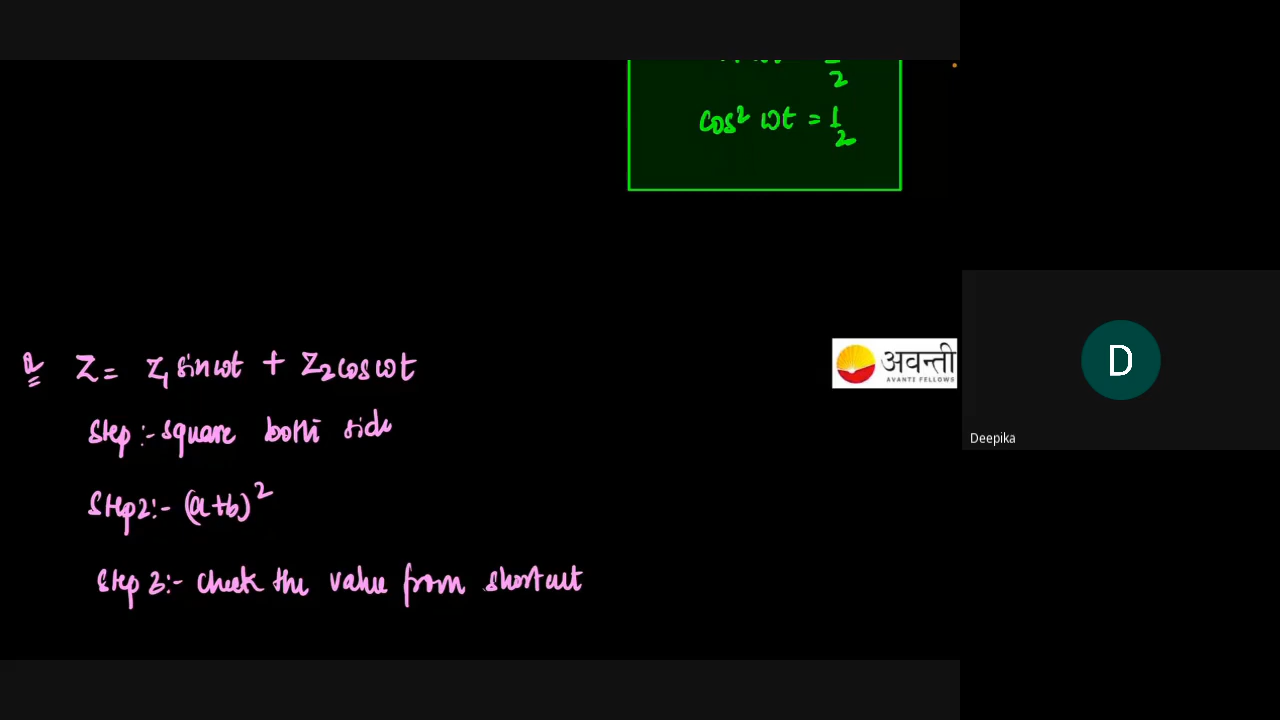 2
cos² ωt = 1/2
Q Z = Z₁ sin ωt + Z₂ cos ωt
Step :- square both side
Step 2:- (a+b)²
Step 3:- check the value from shortcut
अवन्ती
AVANTI FELLOWS
D
Deepika